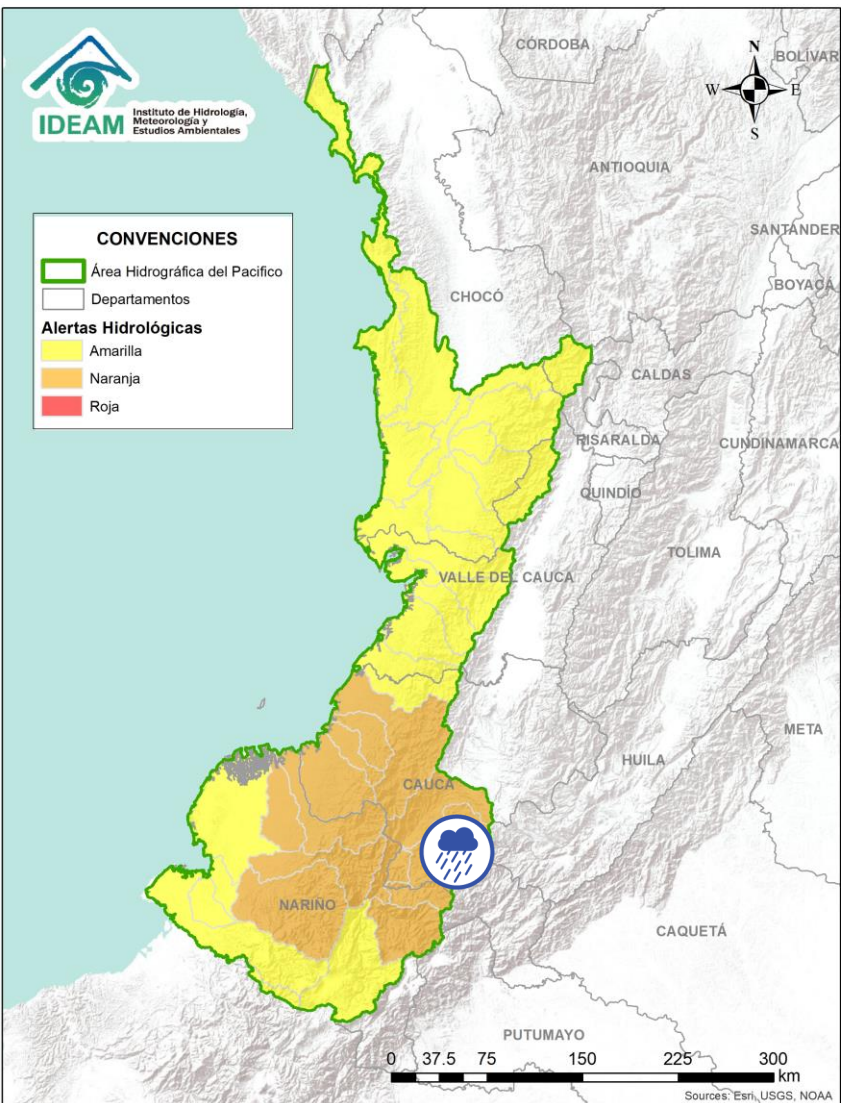 IDEAM
Instituto de Hidrología,
Meteorología y
Estudios Ambientales
CÓRDOBA
BOLÍVAR
N
W
E
S
ANTIOQUIA
SANTANDER
BOYACÁ
CONVENCIONES
Área Hidrográfica del Pacifico
Departamentos
Alertas Hidrológicas
Amarilla
Naranja
Roja
CHOCÓ
CALDAS
RISARALDA
CUNDINAMARCA
QUINDÍO
TOLIMA
VALLE DEL CAUCA
META
HUILA
CAUCA
NARIÑO
CAQUETÁ
PUTUMAYO
0 37.5 75 150 225 300
km
Sources: Esri, USGS, NOAA